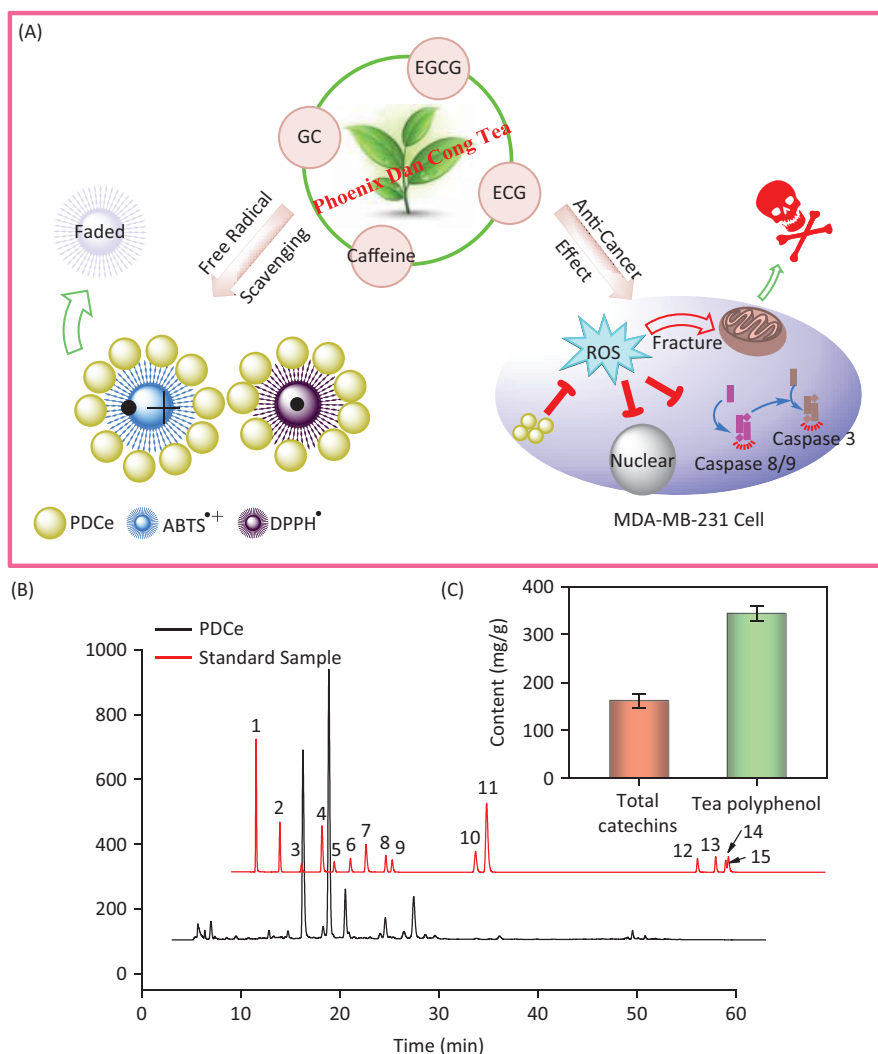 (A)
EGCG
GC
Phoenix Dan Cong Tea
ECG
Caffeine
Faded
Free Radical
Scavenging
Anti-Cancer
Effect
ROS
Fracture
Nuclear
Caspase 3
Caspase 8/9
MDA-MB-231 Cell
PDCe
ABTS•+
DPPH•
(B)
PDCe
Standard Sample
1000
800
600
400
200
0
1
2
3
4
5
6
7
8
9
10
11
12
13
14
15
0
10
20
30
40
50
60
Time (min)
(C)
Content (mg/g)
400
300
200
100
0
Total
catechins
Tea polyphenol